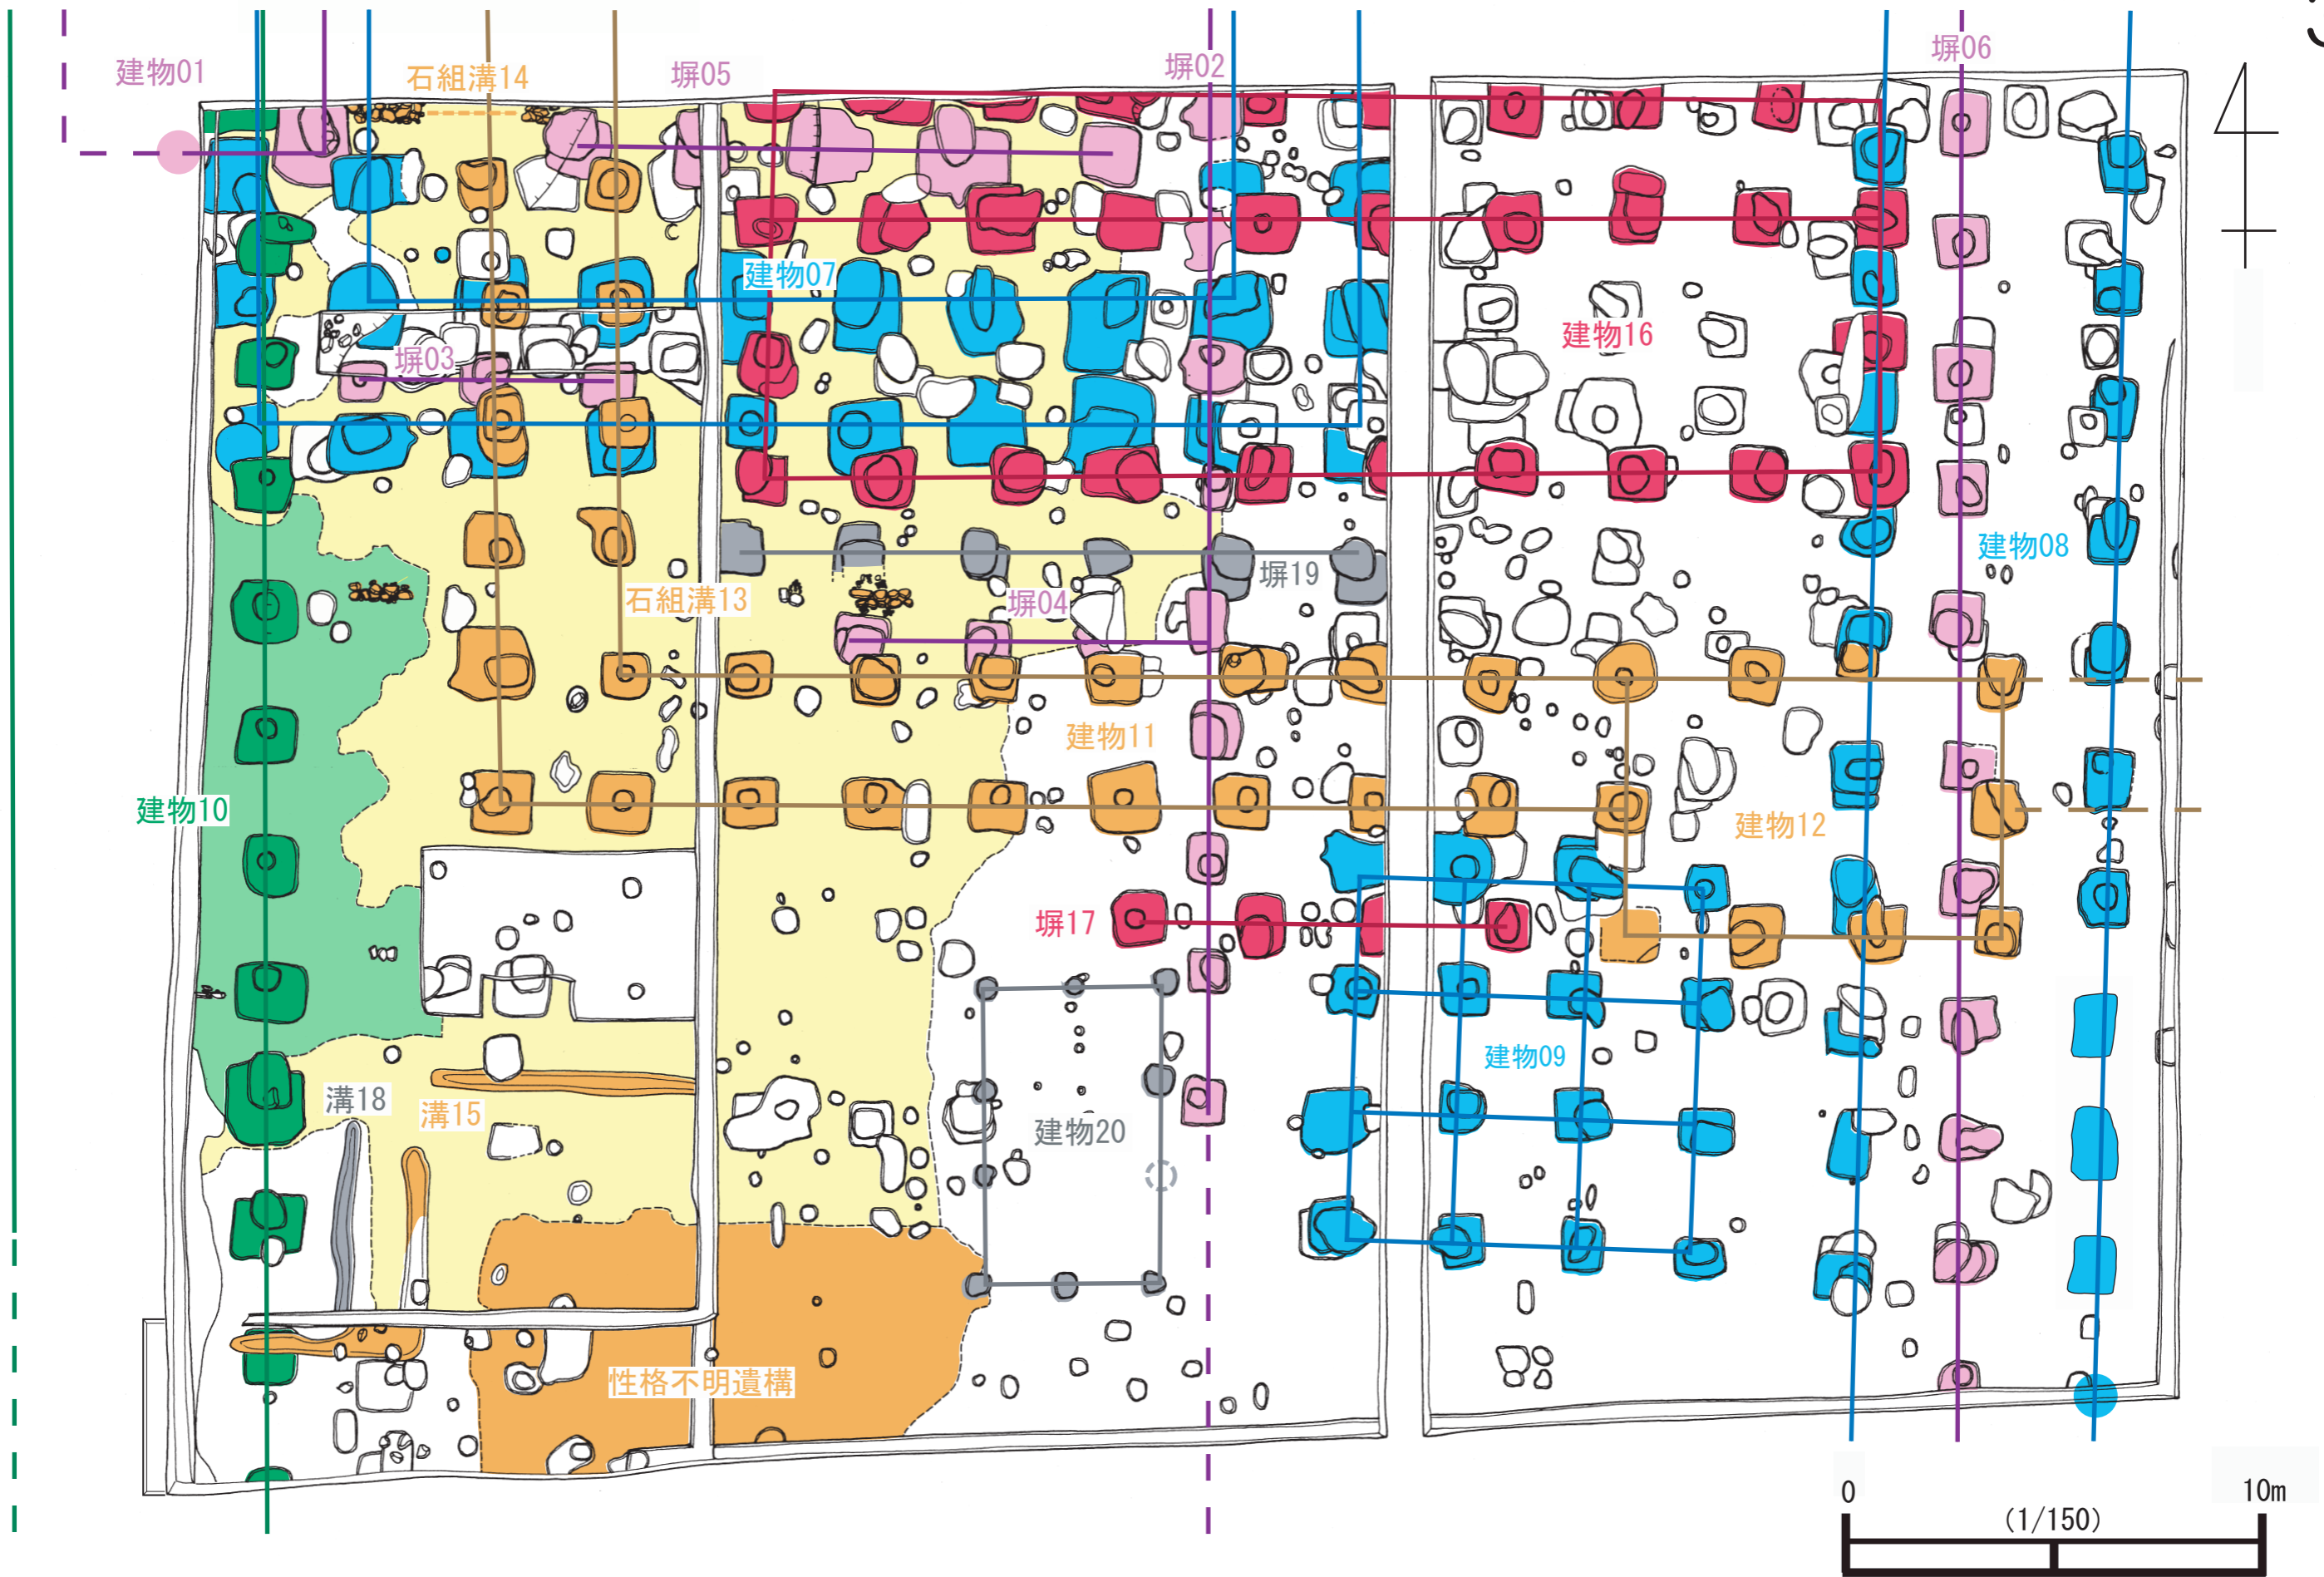 建物01
石組溝14
塀05
塀02
塀06
建物07
建物16
塀03
建物08
塀19
石組溝13
塀04
建物11
建物10
建物12
塀17
建物09
溝18
溝15
建物20
性格不明遺構
0
10m
(1/150)